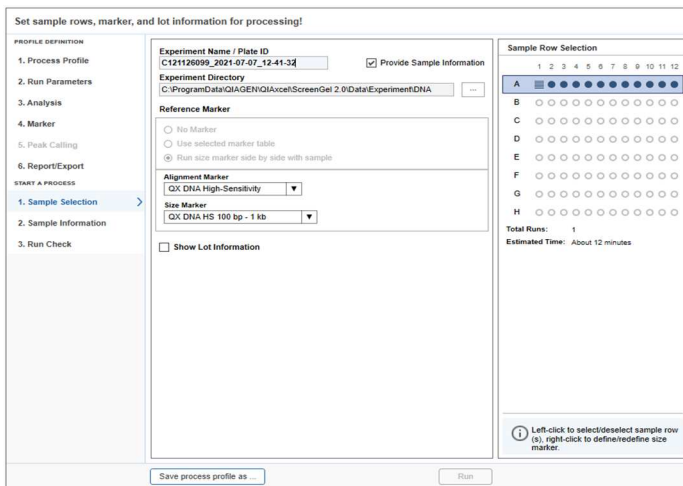 Set sample rows, marker, and lot information for processing!
PROFILE DEFINITION
1. Process Profile
2. Run Parameters
3. Analysis
4. Marker
5. Peak Calling
6. Report/Export
START A PROCESS
1. Sample Selection
2. Sample Information
3. Run Check
Experiment Name / Plate ID
C121126099_2021-07-07_12-41-32
Provide Sample Information
Experiment Directory
C:\ProgramData\QIAGEN\QIAxcel\ScreenGel 2.0\Data\Experiment\DNA
...
Reference Marker
No Marker
Use selected marker table
Run size marker side by side with sample
Alignment Marker
QX DNA High-Sensitivity
Size Marker
QX DNA HS 100 bp - 1 kb
Show Lot Information
Save process profile as ...
Run
Sample Row Selection
1 2 3 4 5 6 7 8 9 10 11 12
A
B
C
D
E
F
G
H
Total Runs: 1
Estimated Time: About 12 minutes
Left-click to select/deselect sample row
(s), right-click to define/redefine size
marker.